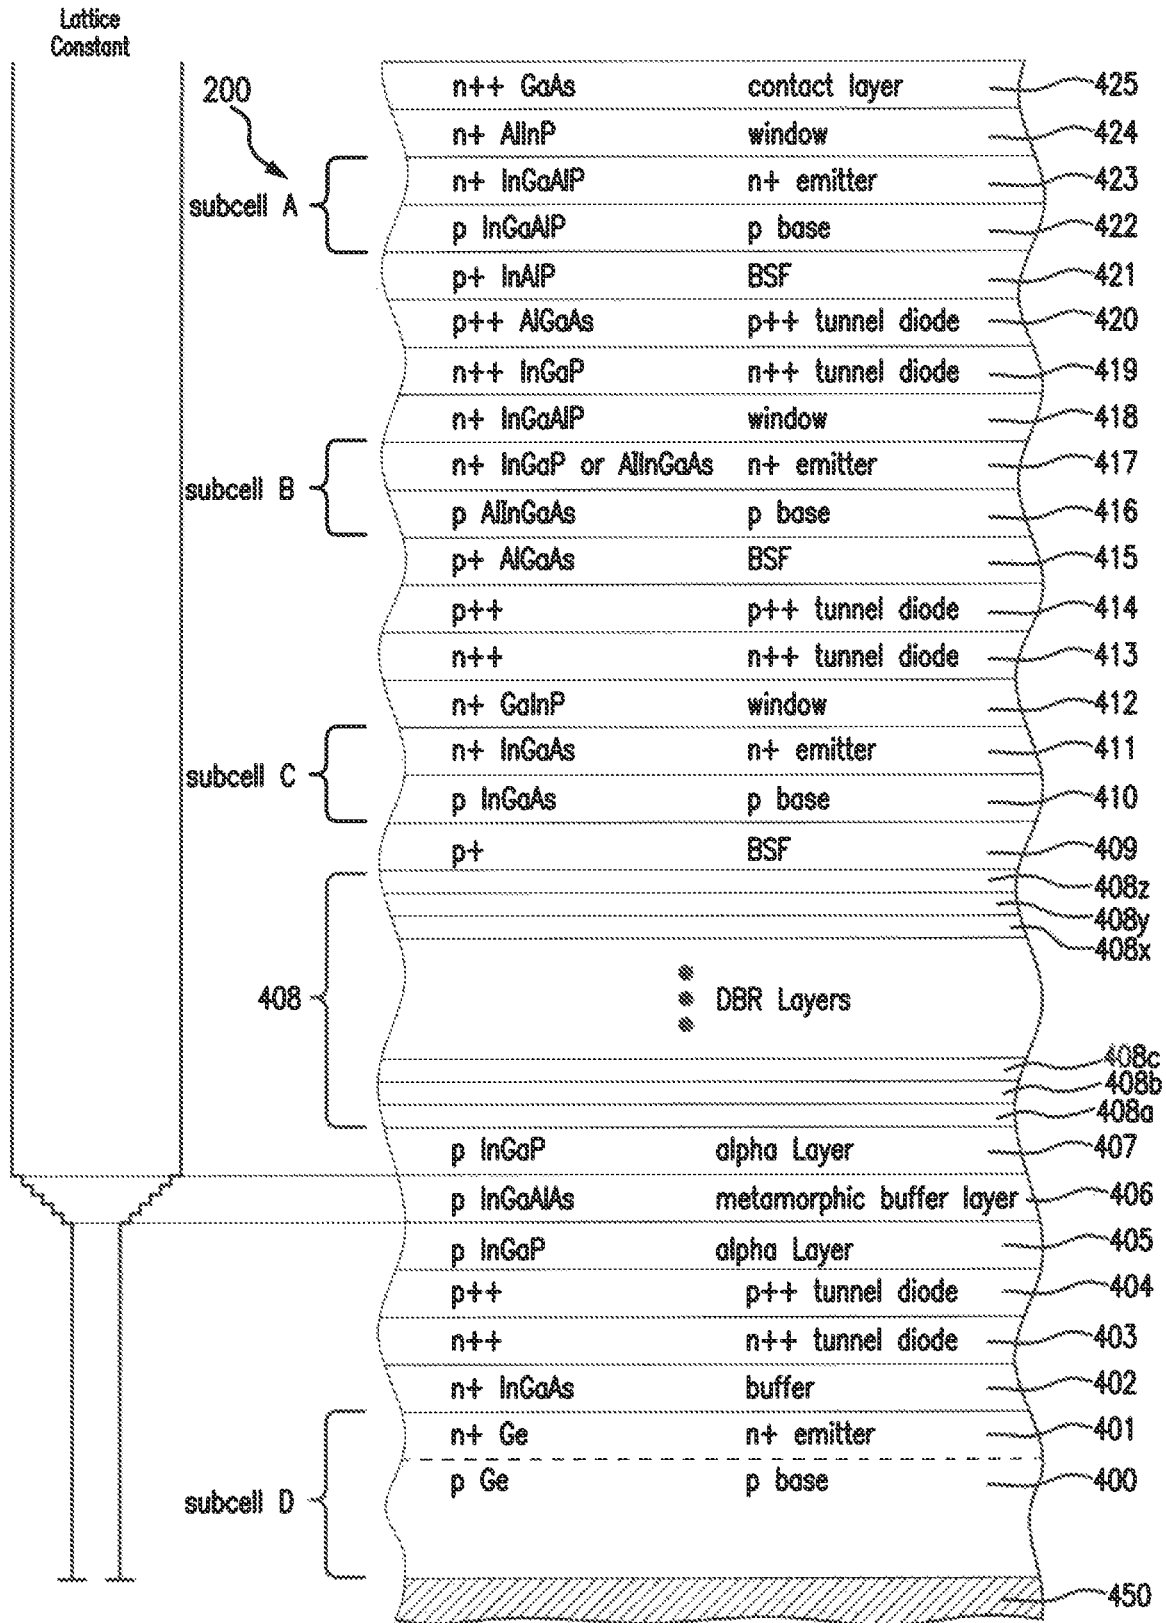 Lattice
Constant
200
n++ GaAs contact layer 425
n+ AlInP window 424
subcell A
n+ InGaAlP n+ emitter 423
p InGaAlP p base 422
p+ InAlP BSF 421
p++ AlGaAs p++ tunnel diode 420
n++ InGaP n++ tunnel diode 419
n+ InGaAlP window 418
subcell B
n+ InGaP or AlInGaAs n+ emitter 417
p AlInGaAs p base 416
p+ AlGaAs BSF 415
p++ p++ tunnel diode 414
n++ n++ tunnel diode 413
n+ GaInP window 412
subcell C
n+ InGaAs n+ emitter 411
p InGaAs p base 410
p+ BSF 409
408z
408y
408x
408
DBR Layers
408c
408b
408a
p InGaP alpha Layer 407
p InGaAlAs metamorphic buffer layer 406
p InGaP alpha Layer 405
p++ p++ tunnel diode 404
n++ n++ tunnel diode 403
n+ InGaAs buffer 402
n+ Ge n+ emitter 401
p Ge p base 400
subcell D
450